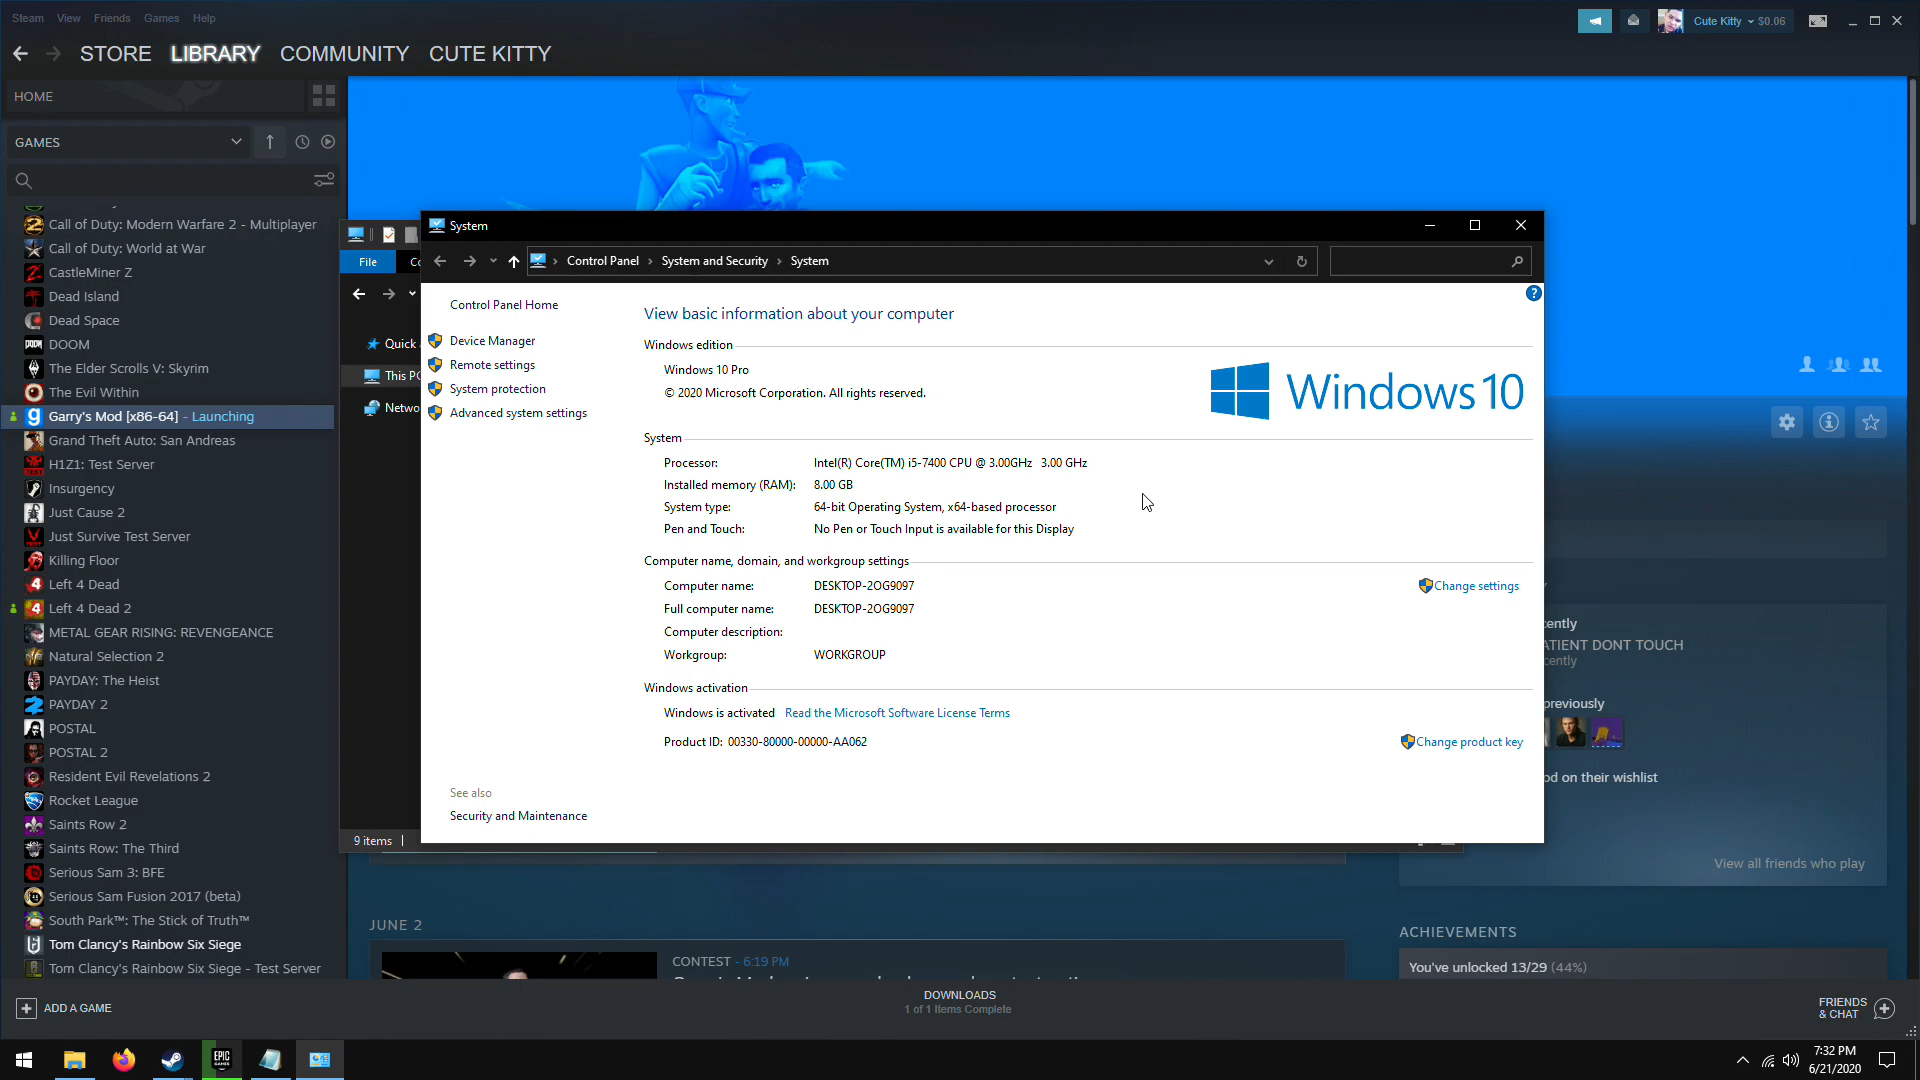 Steam View Friends Games Help
Cute Kitty $0.06
STORE LIBRARY COMMUNITY CUTE KITTY
HOME
GAMES
Call of Duty: Modern Warfare 2 - Multiplayer
Call of Duty: World at War
CastleMiner Z
Dead Island
Dead Space
DOOM
The Elder Scrolls V: Skyrim
The Evil Within
Garry's Mod [x86-64] - Launching
Grand Theft Auto: San Andreas
H1Z1: Test Server
Insurgency
Just Cause 2
Just Survive Test Server
Killing Floor
Left 4 Dead
Left 4 Dead 2
METAL GEAR RISING: REVENGEANCE
Natural Selection 2
PAYDAY: The Heist
PAYDAY 2
POSTAL
POSTAL 2
Resident Evil Revelations 2
Rocket League
Saints Row 2
Saints Row: The Third
Serious Sam 3: BFE
Serious Sam Fusion 2017 (beta)
South Park™: The Stick of Truth™
Tom Clancy's Rainbow Six Siege
Tom Clancy's Rainbow Six Siege - Test Server
ADD A GAME
File
Quick
This PC
Netwo
9 items
System
Control Panel › System and Security › System
Control Panel Home
Device Manager
Remote settings
System protection
Advanced system settings
See also
Security and Maintenance
View basic information about your computer
Windows edition
Windows 10 Pro
© 2020 Microsoft Corporation. All rights reserved.
Windows 10
System
Processor: Intel(R) Core(TM) i5-7400 CPU @ 3.00GHz 3.00 GHz
Installed memory (RAM): 8.00 GB
System type: 64-bit Operating System, x64-based processor
Pen and Touch: No Pen or Touch Input is available for this Display
Computer name, domain, and workgroup settings
Computer name: DESKTOP-2OG9097
Change settings
Full computer name: DESKTOP-2OG9097
Computer description:
Workgroup: WORKGROUP
Windows activation
Windows is activated Read the Microsoft Software License Terms
Product ID: 00330-80000-00000-AA062
Change product key
ently
ATIENT DONT TOUCH
cently
previously
od on their wishlist
View all friends who play
JUNE 2
CONTEST - 6:19 PM
ACHIEVEMENTS
You've unlocked 13/29 (44%)
DOWNLOADS
1 of 1 Items Complete
FRIENDS
& CHAT
EPIC
GAMES
7:32 PM
6/21/2020